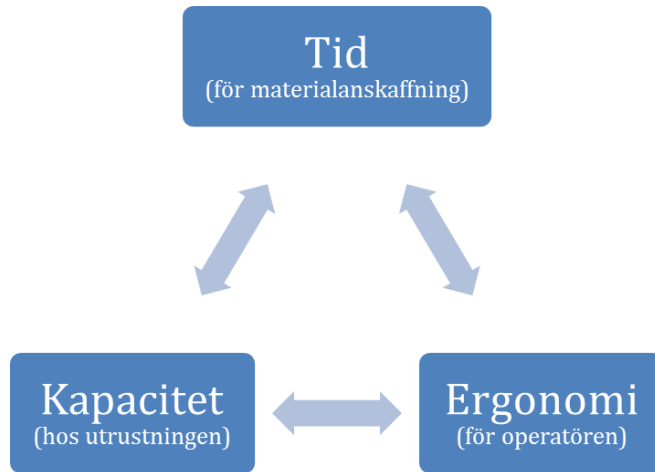 Tid
(för materialanskaffning)
Kapacitet
(hos utrustningen)
Ergonomi
(för operatören)